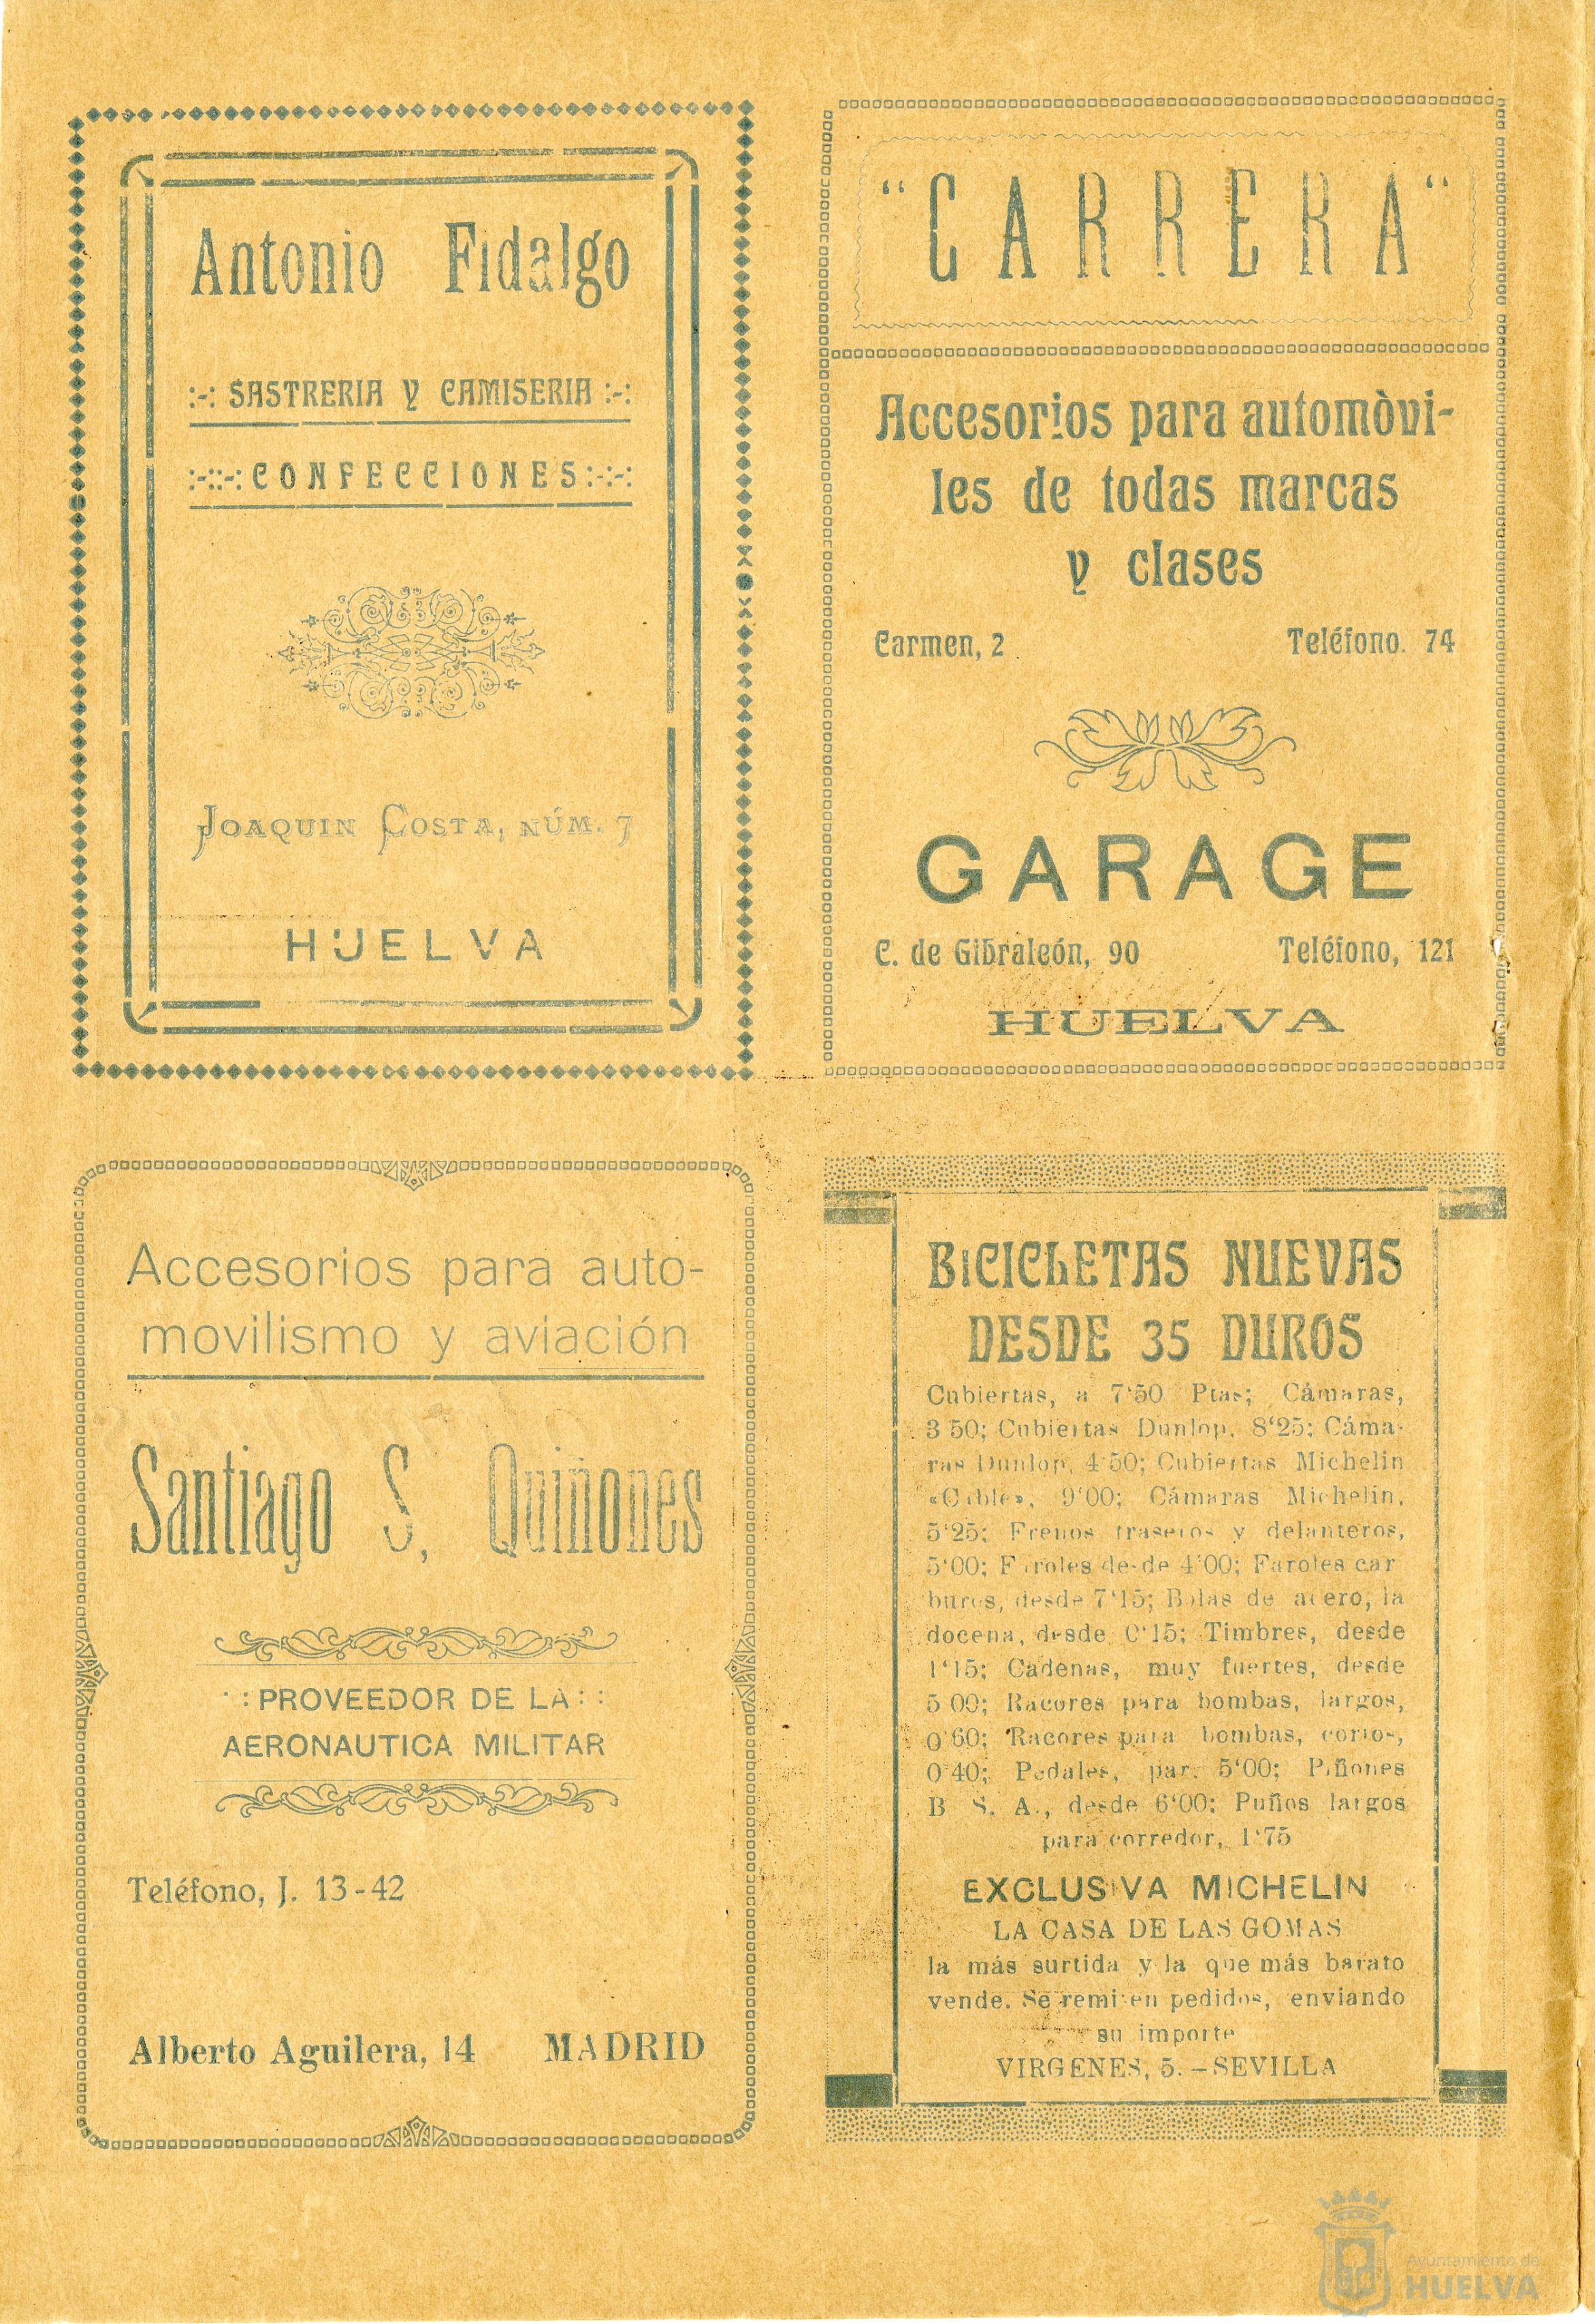 Antonio Fidalgo
:-: SASTRERIA Y CAMISERIA :-:
:-::-: CONFECCIONES :-:-:
JOAQUIN COSTA, NÚM. 7
HUELVA
"CARRERA"
Accesorios para automòvi-
les de todas marcas
y clases
Carmen, 2 Teléfono. 74
GARAGE
C. de Gibraleón, 90 Teléfono, 121
HUELVA
Accesorios para auto-
movilismo y aviación
Santiago S. Quiñones
: : PROVEEDOR DE LA : :
AERONAUTICA MILITAR
Teléfono, J. 13-42
Alberto Aguilera, 14 MADRID
BICICLETAS NUEVAS
DESDE 35 DUROS
Cubiertas, a 7'50 Ptas; Cámaras,
3 50; Cubiertas Dunlop, 8'25; Cáma-
ras Dunlop, 4'50; Cubiertas Michelin
«Cable», 9'00; Cámaras Michelin,
5'25; Frenos traseros y delanteros,
5'00; Faroles desde 4'00; Faroles car
buros, desde 7'15; Bolas de acero, la
docena, desde 0'15; Timbres, desde
1'15; Cadenas, muy fuertes, desde
5 00; Racores para bombas, largos,
0'60; Racores para bombas, cortos,
0'40; Pedales, par, 5'00; Piñones
B. S. A., desde 6'00; Puños largos
para corredor, 1'75
EXCLUSIVA MICHELIN
LA CASA DE LAS GOMAS
la más surtida y la que más barato
vende. Se remiten pedidos, enviando
su importe
VIRGENES, 5. - SEVILLA
Ayuntamiento de
HUELVA